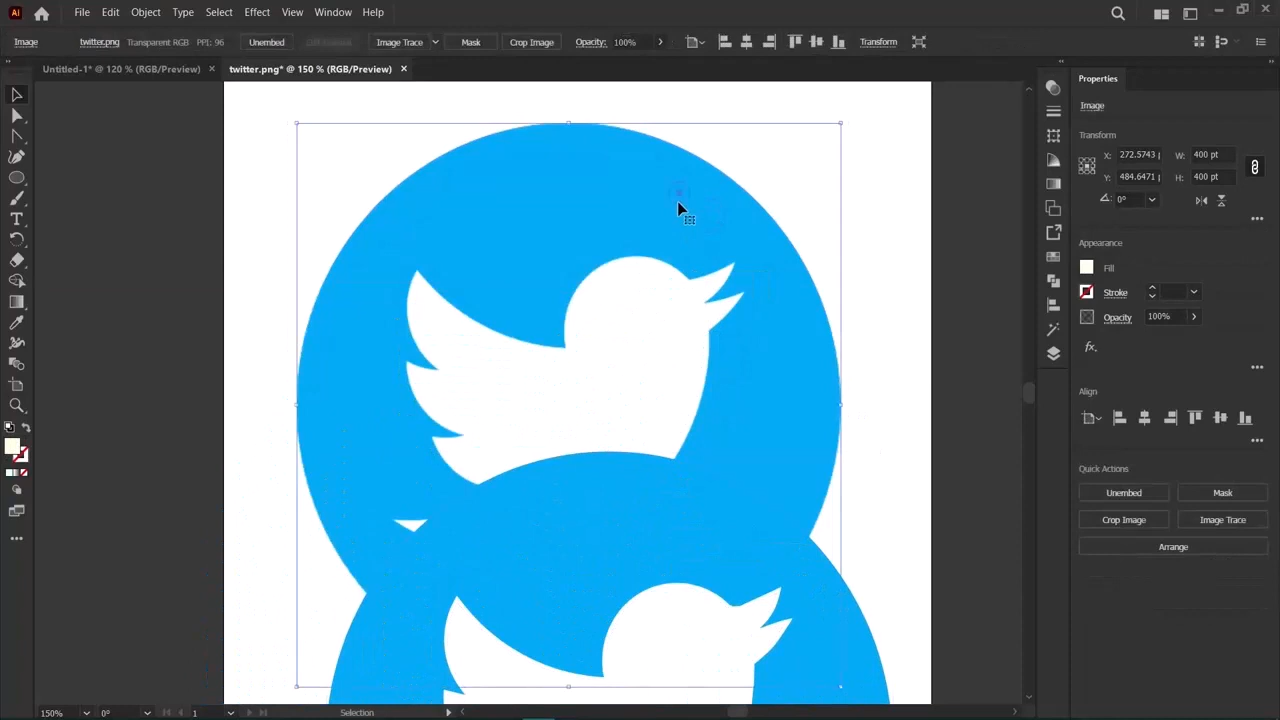 Ai File Edit Object Type Select Effect View Window Help
Image twitter.png Transparent RGB PPI: 96 Unembed Image Trace Mask Crop Image Opacity: 100% Transform
Untitled-1* @ 120 % (RGB/Preview) × twitter.png* @ 150 % (RGB/Preview) ×
Properties
Image
Transform
X: 272.5743 p W: 400 pt
Y: 484.6471 p H: 400 pt
0°
Appearance
Fill
Stroke
Opacity 100%
fx.
Align
Quick Actions
Unembed Mask
Crop Image Image Trace
Arrange
150% 0° 1 Selection